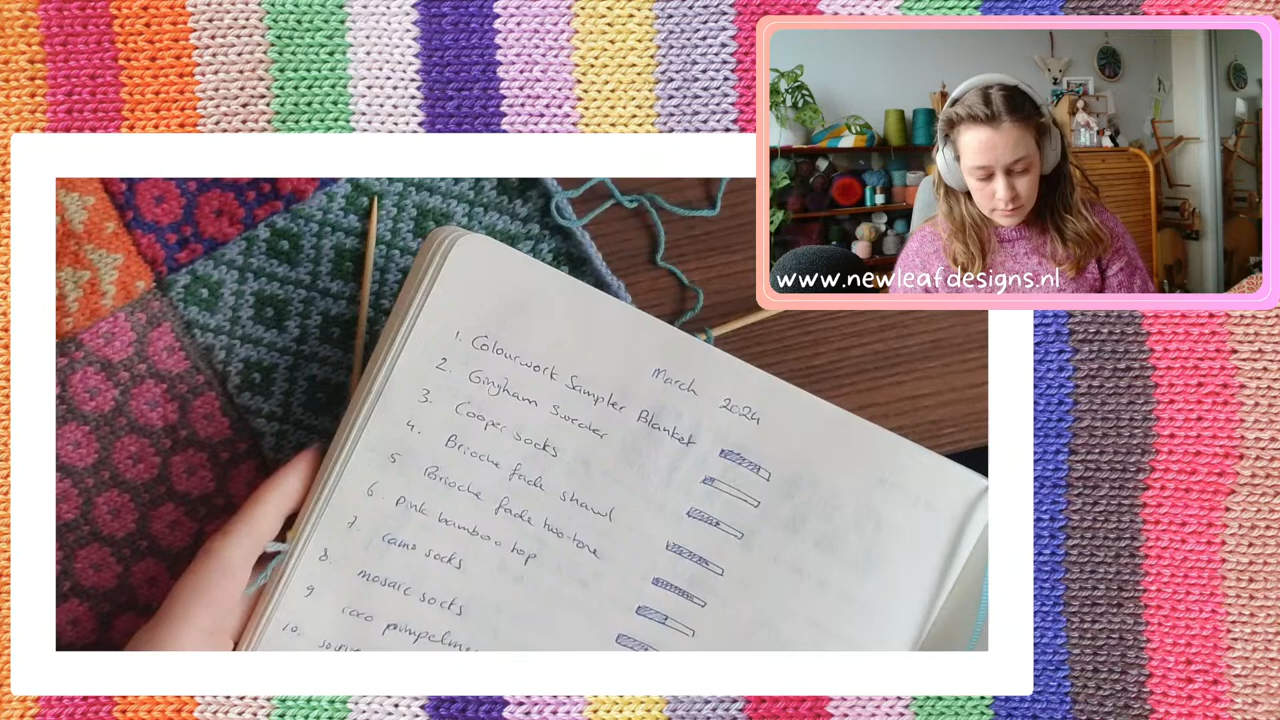 www.newleafdesigns.nl
March 2024
1. Colourwork Sampler Blanket
2. Gingham sweater
3. Cooper socks
4. Brioche fade shawl
5 Brioche fade two-tone
6. pink bamboo top
7. camo socks
8. mosaic socks
9 coco pimpelmee
10.